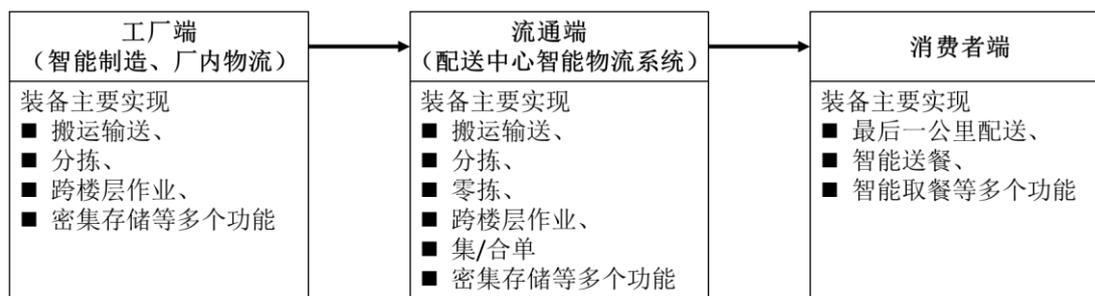 工厂端
（智能制造、厂内物流）
装备主要实现
■ 搬运输送、
■ 分拣、
■ 跨楼层作业、
■ 密集存储等多个功能
流通端
（配送中心智能物流系统）
装备主要实现
■ 搬运输送、
■ 分拣、
■ 零拣、
■ 跨楼层作业、
■ 集/合单
■ 密集存储等多个功能
消费者端
装备主要实现
■ 最后一公里配送、
■ 智能送餐、
■ 智能取餐等多个功能